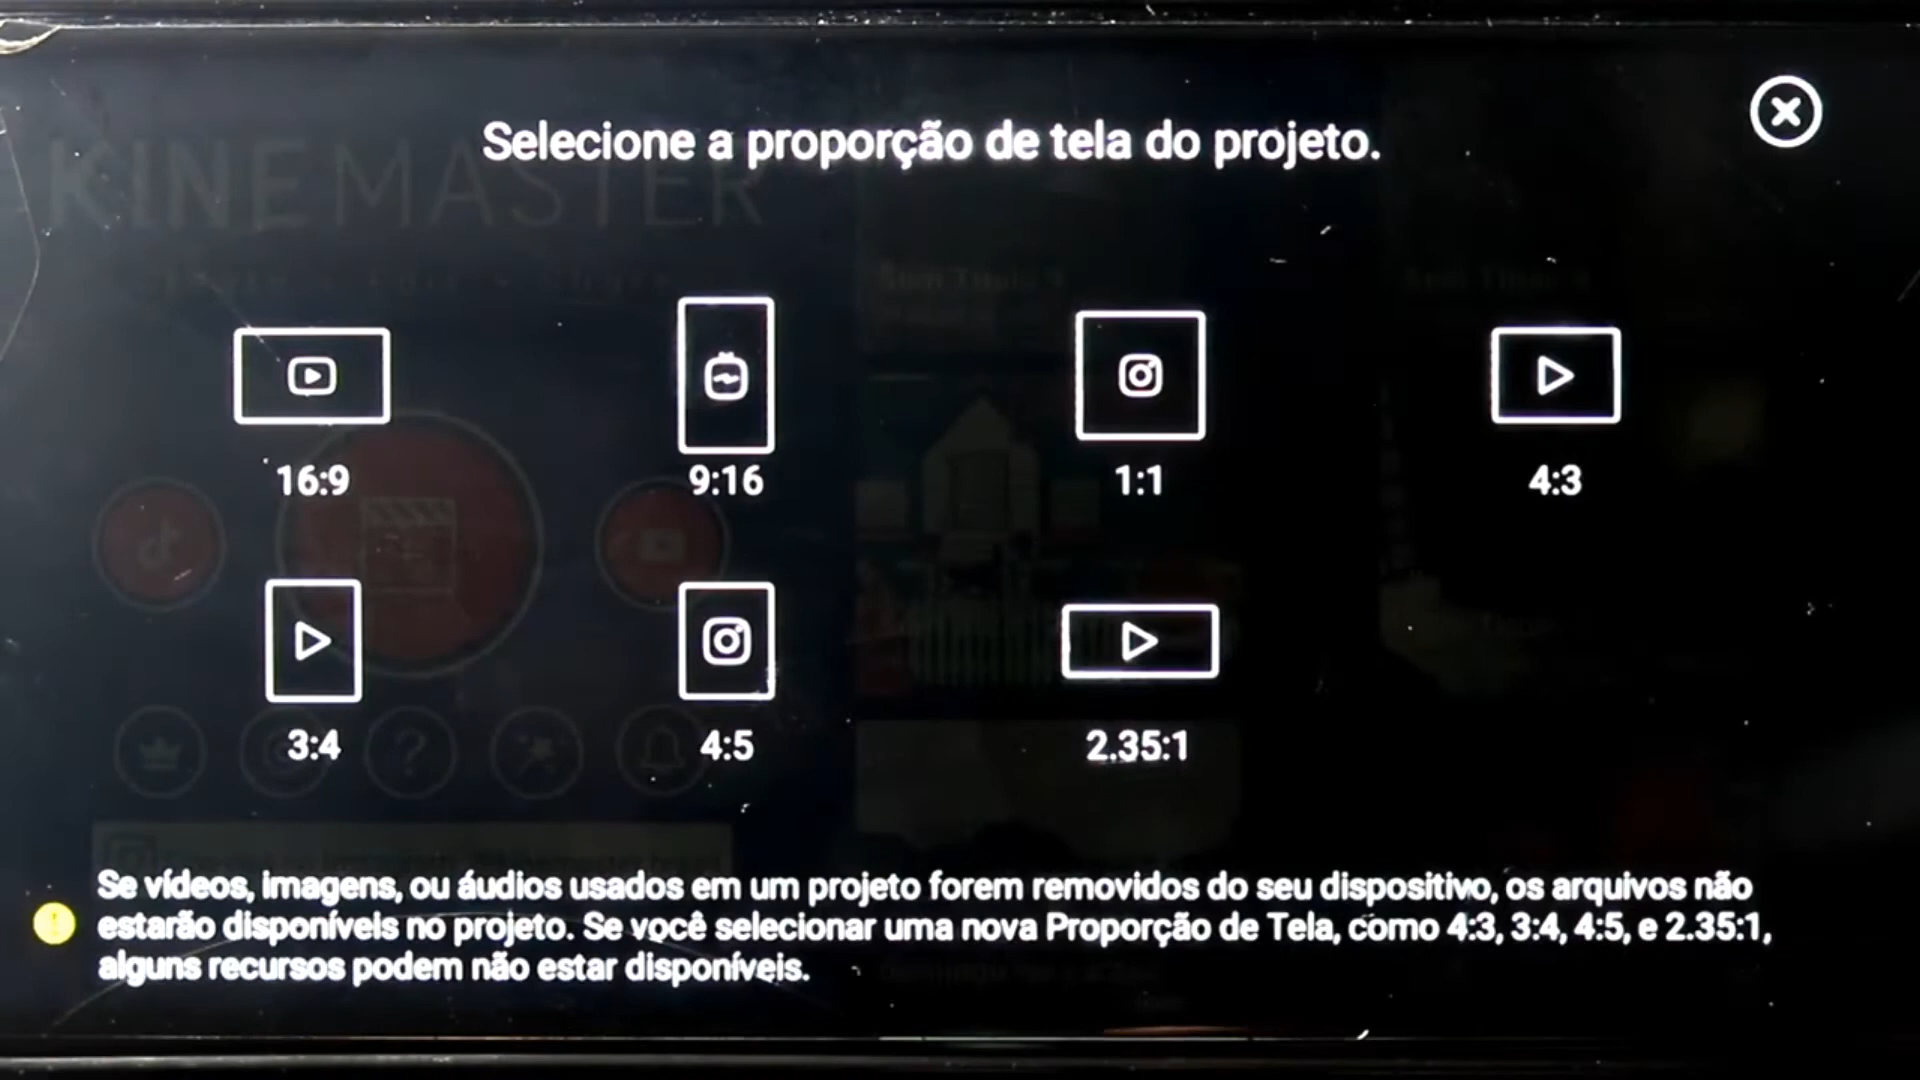 Selecione a proporção de tela do projeto.
KINEMASTER
16:9
9:16
1:1
4:3
3:4
4:5
2.35:1
Se vídeos, imagens, ou áudios usados em um projeto forem removidos do seu dispositivo, os arquivos não
estarão disponíveis no projeto. Se você selecionar uma nova Proporção de Tela, como 4:3, 3:4, 4:5, e 2.35:1,
alguns recursos podem não estar disponíveis.